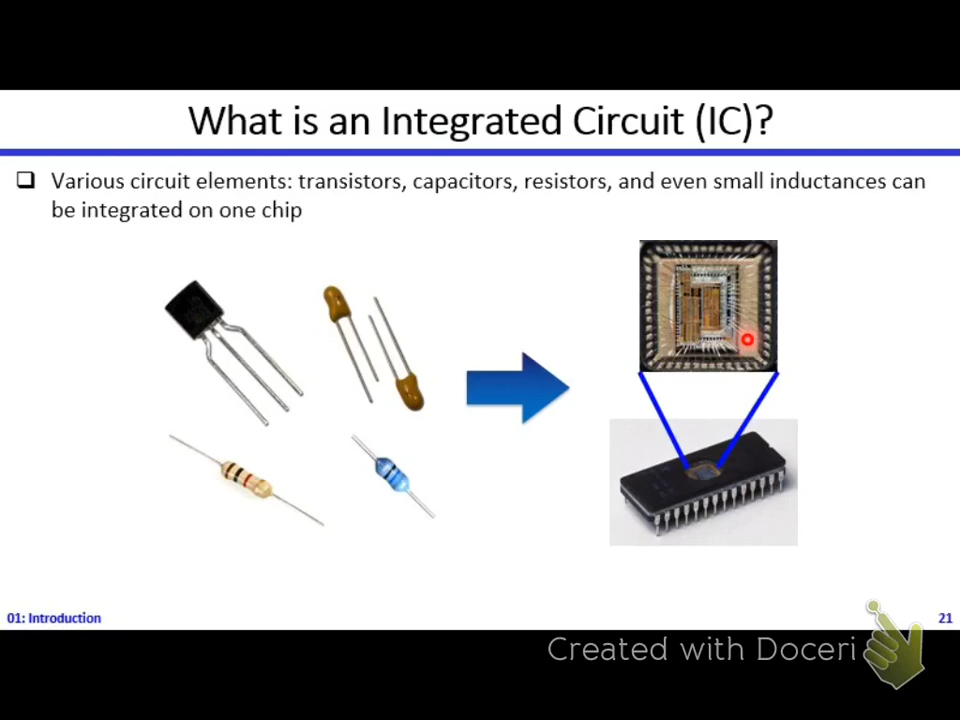 What is an Integrated Circuit (IC)?
Various circuit elements: transistors, capacitors, resistors, and even small inductances can
be integrated on one chip
01: Introduction
21
Created with Doceri